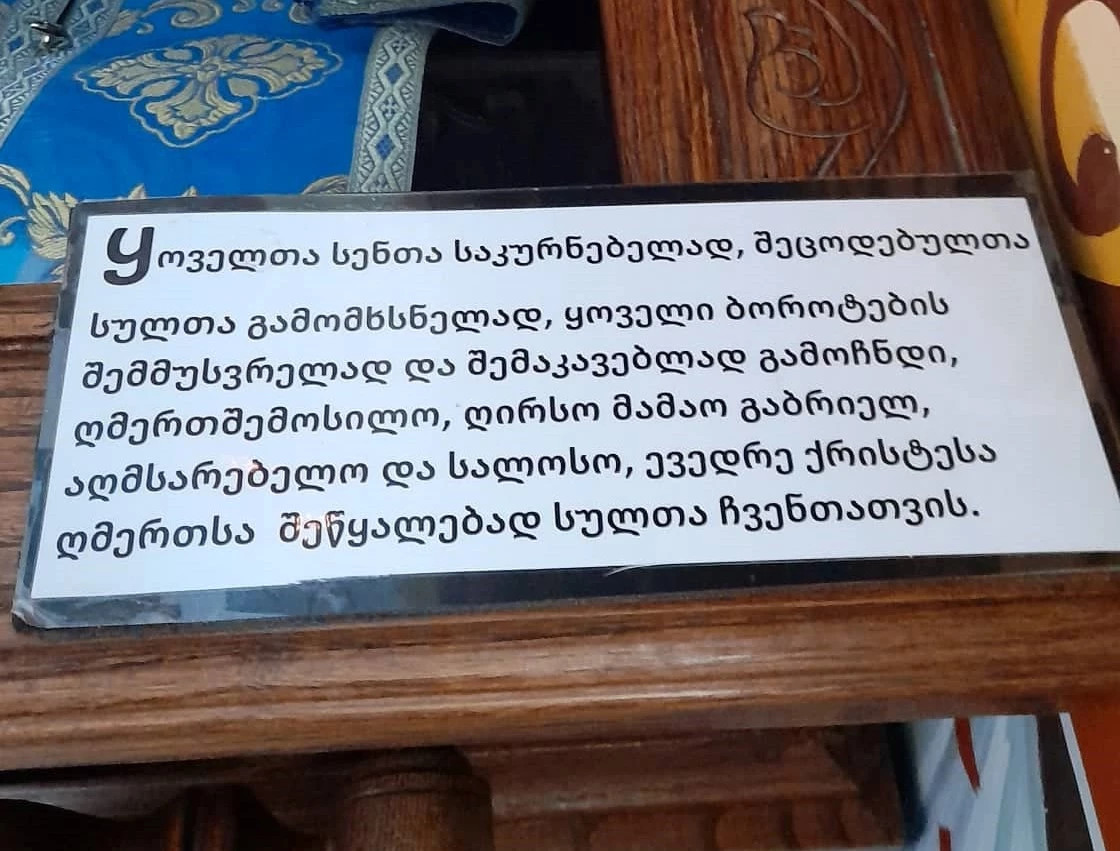 ყოველთა სენთა საკურნებელად, შეცოდებულთა
სულთა გამომხსნელად, ყოველი ბოროტების
შემმუსვრელად და შემაკავებლად გამოჩნდი,
ღმერთშემოსილო, ღირსო მამაო გაბრიელ,
აღმსარებელო და სალოსო, ევედრე ქრისტესა
ღმერთსა შეწყალებად სულთა ჩვენთათვის.